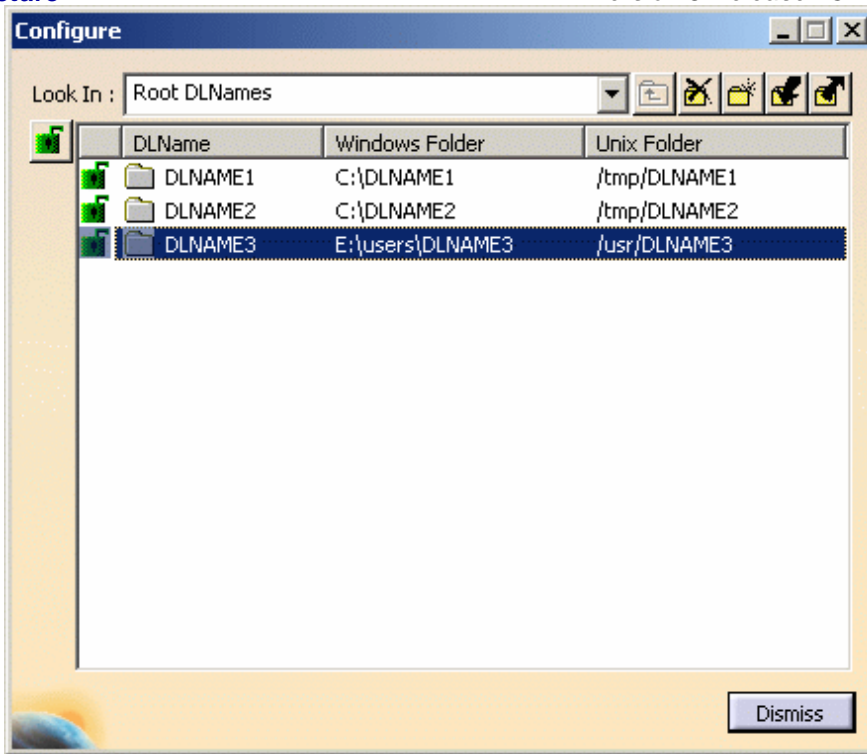 Configure
Look In : Root DLNames
DLName Windows Folder Unix Folder
DLNAME1 C:\DLNAME1 /tmp/DLNAME1
DLNAME2 C:\DLNAME2 /tmp/DLNAME2
DLNAME3 E:\users\DLNAME3 /usr/DLNAME3
Dismiss